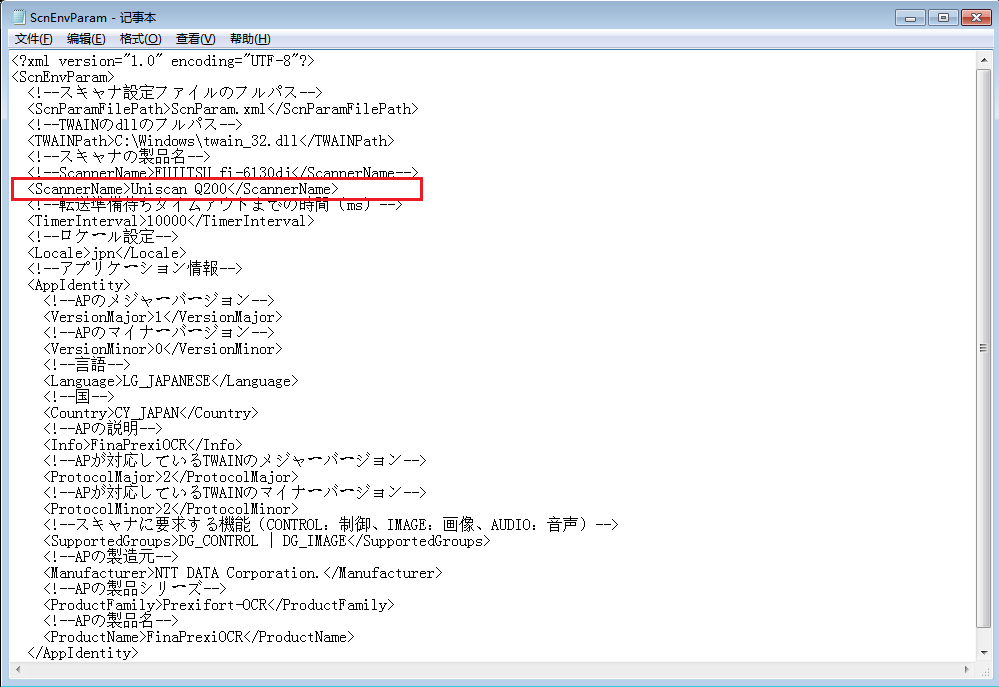 ScnEnvParam - 记事本
文件(F) 编辑(E) 格式(O) 查看(V) 帮助(H)
<?xml version="1.0" encoding="UTF-8"?>
<ScnEnvParam>
<!--スキャナ設定ファイルのフルパス-->
<ScnParamFilePath>ScnParam.xml</ScnParamFilePath>
<!--TWAINのdllのフルパス-->
<TWAINPath>C:\Windows\twain_32.dll</TWAINPath>
<!--スキャナの製品名-->
<!--ScannerName>FUJITSU fi-6130dj</ScannerName-->
<ScannerName>Uniscan Q200</ScannerName>
<!--転送準備待ちタイムアウトまでの時間（ms）-->
<TimerInterval>10000</TimerInterval>
<!--ロケール設定-->
<Locale>jpn</Locale>
<!--アプリケーション情報-->
<AppIdentity>
<!--APのメジャーバージョン-->
<VersionMajor>1</VersionMajor>
<!--APのマイナーバージョン-->
<VersionMinor>0</VersionMinor>
<!--言語-->
<Language>LG_JAPANESE</Language>
<!--国-->
<Country>CY_JAPAN</Country>
<!--APの説明-->
<Info>FinaPrexiOCR</Info>
<!--APが対応しているTWAINのメジャーバージョン-->
<ProtocolMajor>2</ProtocolMajor>
<!--APが対応しているTWAINのマイナーバージョン-->
<ProtocolMinor>2</ProtocolMinor>
<!--スキャナに要求する機能（CONTROL：制御、IMAGE：画像、AUDIO：音声）-->
<SupportedGroups>DG_CONTROL | DG_IMAGE</SupportedGroups>
<!--APの製造元-->
<Manufacturer>NTT DATA Corporation.</Manufacturer>
<!--APの製品シリーズ-->
<ProductFamily>Prexifort-OCR</ProductFamily>
<!--APの製品名-->
<ProductName>FinaPrexiOCR</ProductName>
</AppIdentity>